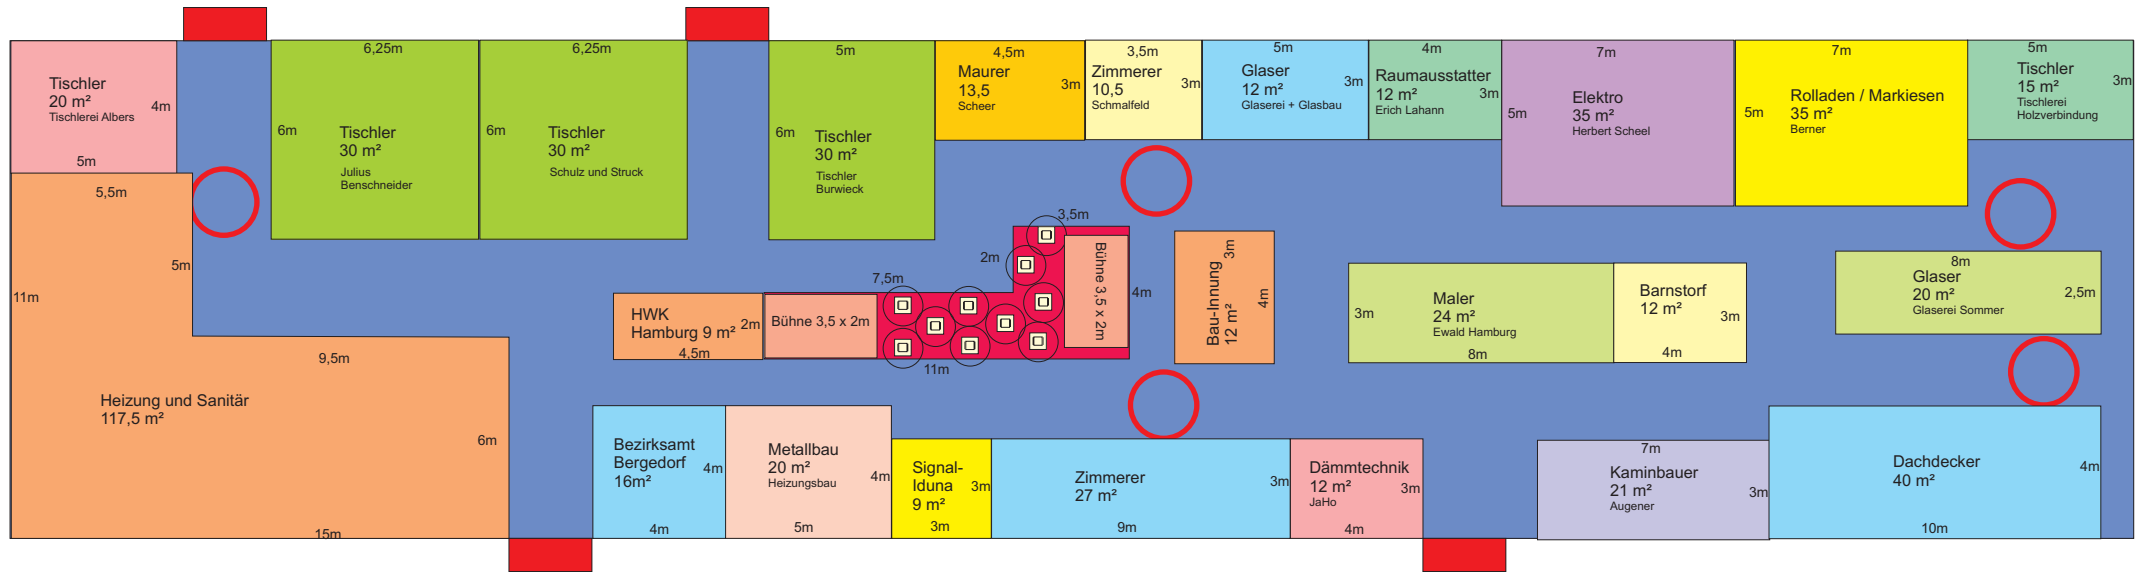 Tischler
20 m²
Tischlerei Albers
4m
5m
6,25m
6m
Tischler
30 m²
Julius
Benschneider
6,25m
6m
Tischler
30 m²
Schulz und Struck
5m
6m
Tischler
30 m²
Tischler
Burwieck
4,5m
Maurer
13,5
Scheer
3m
3,5m
Zimmerer
10,5
Schmalfeld
3m
5m
Glaser
12 m²
Glaserei + Glasbau
3m
4m
Raumausstatter
12 m²
Erich Lahann
3m
7m
Elektro
35 m²
Herbert Scheel
5m
7m
Rolladen / Markiesen
35 m²
Berner
5m
5m
Tischler
15 m²
Tischlerei
Holzverbindung
3m
5,5m
5m
11m
9,5m
Heizung und Sanitär
117,5 m²
6m
15m
HWK
Hamburg 9 m²
2m
4,5m
Bühne 3,5 x 2m
7,5m
2m
3,5m
Bühne 3,5 x 2m
4m
11m
Bau-Innung
12 m²
3m
4m
3m
Maler
24 m²
Ewald Hamburg
8m
Barnstorf
12 m²
3m
4m
8m
Glaser
20 m²
Glaserei Sommer
2,5m
Bezirksamt
Bergedorf
16m²
4m
4m
Metallbau
20 m²
Heizungsbau
4m
5m
Signal-
Iduna
9 m²
3m
3m
Zimmerer
27 m²
3m
9m
Dämmtechnik
12 m²
JaHo
3m
4m
7m
Kaminbauer
21 m²
Augener
3m
Dachdecker
40 m²
4m
10m